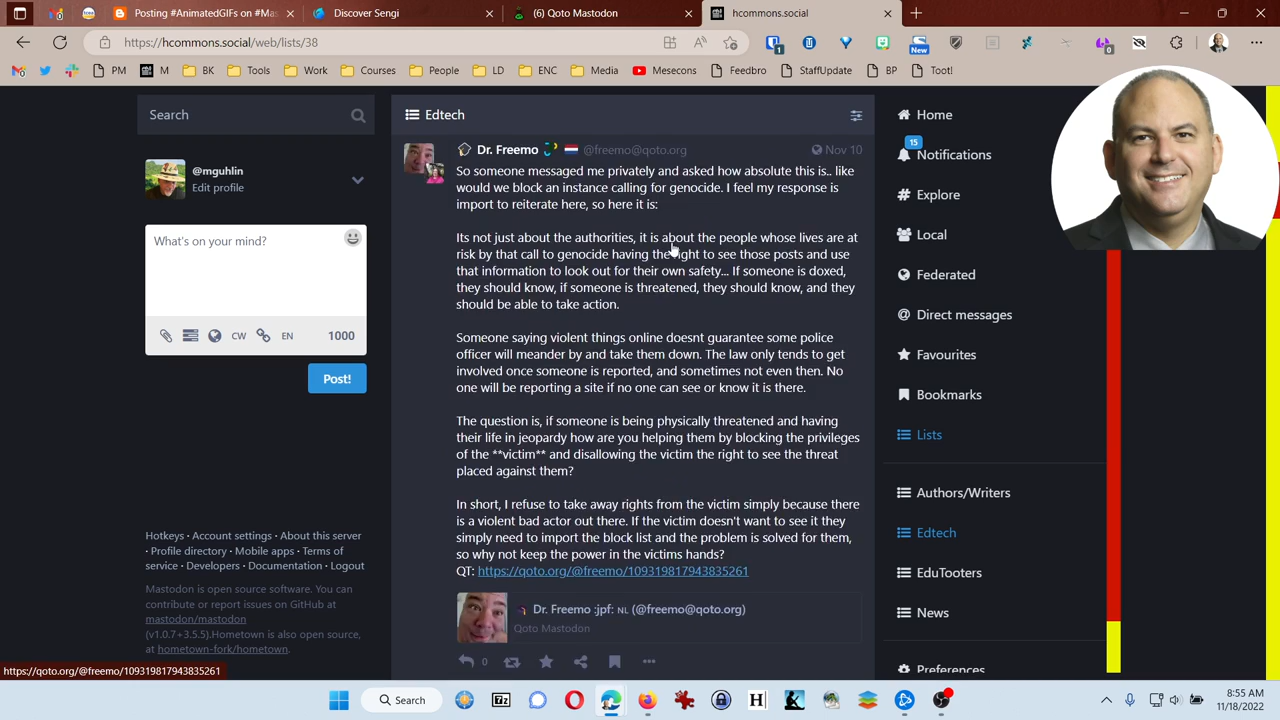 Posting #AnimatedGIFs on #Mas
Discover Sengi
(6) Qoto Mastodon
hcommons.social
https://hcommons.social/web/lists/38
1
New
0
PM
M
BK
Tools
Work
Courses
People
LD
ENC
Media
Mesecons
Feedbro
StaffUpdate
BP
Toot!
Search
@mguhlin
Edit profile
What's on your mind?
CW
EN
1000
Post!
Hotkeys · Account settings · About this server
· Profile directory · Mobile apps · Terms of
service · Developers · Documentation · Logout
Mastodon is open source software. You can
contribute or report issues on GitHub at
mastodon/mastodon
(v1.0.7+3.5.5).Hometown is also open source,
at hometown-fork/hometown.
https://qoto.org/@freemo/109319817943835261
Edtech
Dr. Freemo @freemo@qoto.org Nov 10
So someone messaged me privately and asked how absolute this is.. like
would we block an instance calling for genocide. I feel my response is
import to reiterate here, so here it is:
Its not just about the authorities, it is about the people whose lives are at
risk by that call to genocide having the right to see those posts and use
that information to look out for their own safety... If someone is doxed,
they should know, if someone is threatened, they should know, and they
should be able to take action.
Someone saying violent things online doesnt guarantee some police
officer will meander by and take them down. The law only tends to get
involved once someone is reported, and sometimes not even then. No
one will be reporting a site if no one can see or know it is there.
The question is, if someone is being physically threatened and having
their life in jeopardy how are you helping them by blocking the privileges
of the **victim** and disallowing the victim the right to see the threat
placed against them?
In short, I refuse to take away rights from the victim simply because there
is a violent bad actor out there. If the victim doesn't want to see it they
simply need to import the block list and the problem is solved for them,
so why not keep the power in the victims hands?
QT: https://qoto.org/@freemo/109319817943835261
Dr. Freemo :jpf: NL (@freemo@qoto.org)
Qoto Mastodon
0
Home
15
Notifications
Explore
Local
Federated
Direct messages
Favourites
Bookmarks
Lists
Authors/Writers
Edtech
EduTooters
News
Preferences
Search
8:55 AM
11/18/2022